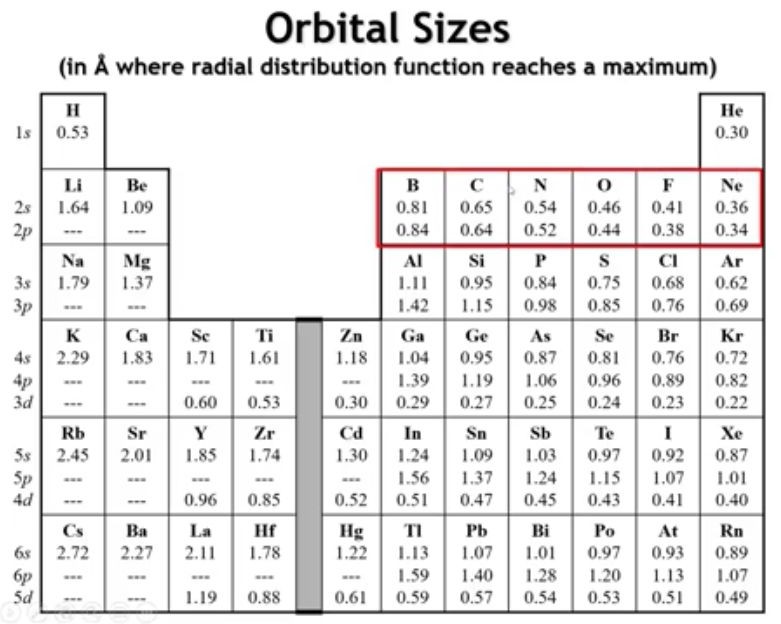 Orbital Sizes
(in Å where radial distribution function reaches a maximum)
H He
1s 0.53 0.30
Li Be B C N O F Ne
2s 1.64 1.09 0.81 0.65 0.54 0.46 0.41 0.36
2p --- --- 0.84 0.64 0.52 0.44 0.38 0.34
Na Mg Al Si P S Cl Ar
3s 1.79 1.37 1.11 0.95 0.84 0.75 0.68 0.62
3p --- --- 1.42 1.15 0.98 0.85 0.76 0.69
K Ca Sc Ti Zn Ga Ge As Se Br Kr
4s 2.29 1.83 1.71 1.61 1.18 1.04 0.95 0.87 0.81 0.76 0.72
4p --- --- --- --- --- 1.39 1.19 1.06 0.96 0.89 0.82
3d --- --- 0.60 0.53 0.30 0.29 0.27 0.25 0.24 0.23 0.22
Rb Sr Y Zr Cd In Sn Sb Te I Xe
5s 2.45 2.01 1.85 1.74 1.30 1.24 1.09 1.03 0.97 0.92 0.87
5p --- --- --- --- --- 1.56 1.37 1.24 1.15 1.07 1.01
4d --- --- 0.96 0.85 0.52 0.51 0.47 0.45 0.43 0.41 0.40
Cs Ba La Hf Hg Tl Pb Bi Po At Rn
6s 2.72 2.27 2.11 1.78 1.22 1.13 1.07 1.01 0.97 0.93 0.89
6p --- --- --- --- --- 1.59 1.40 1.28 1.20 1.13 1.07
5d --- --- 1.19 0.88 0.61 0.59 0.57 0.54 0.53 0.51 0.49